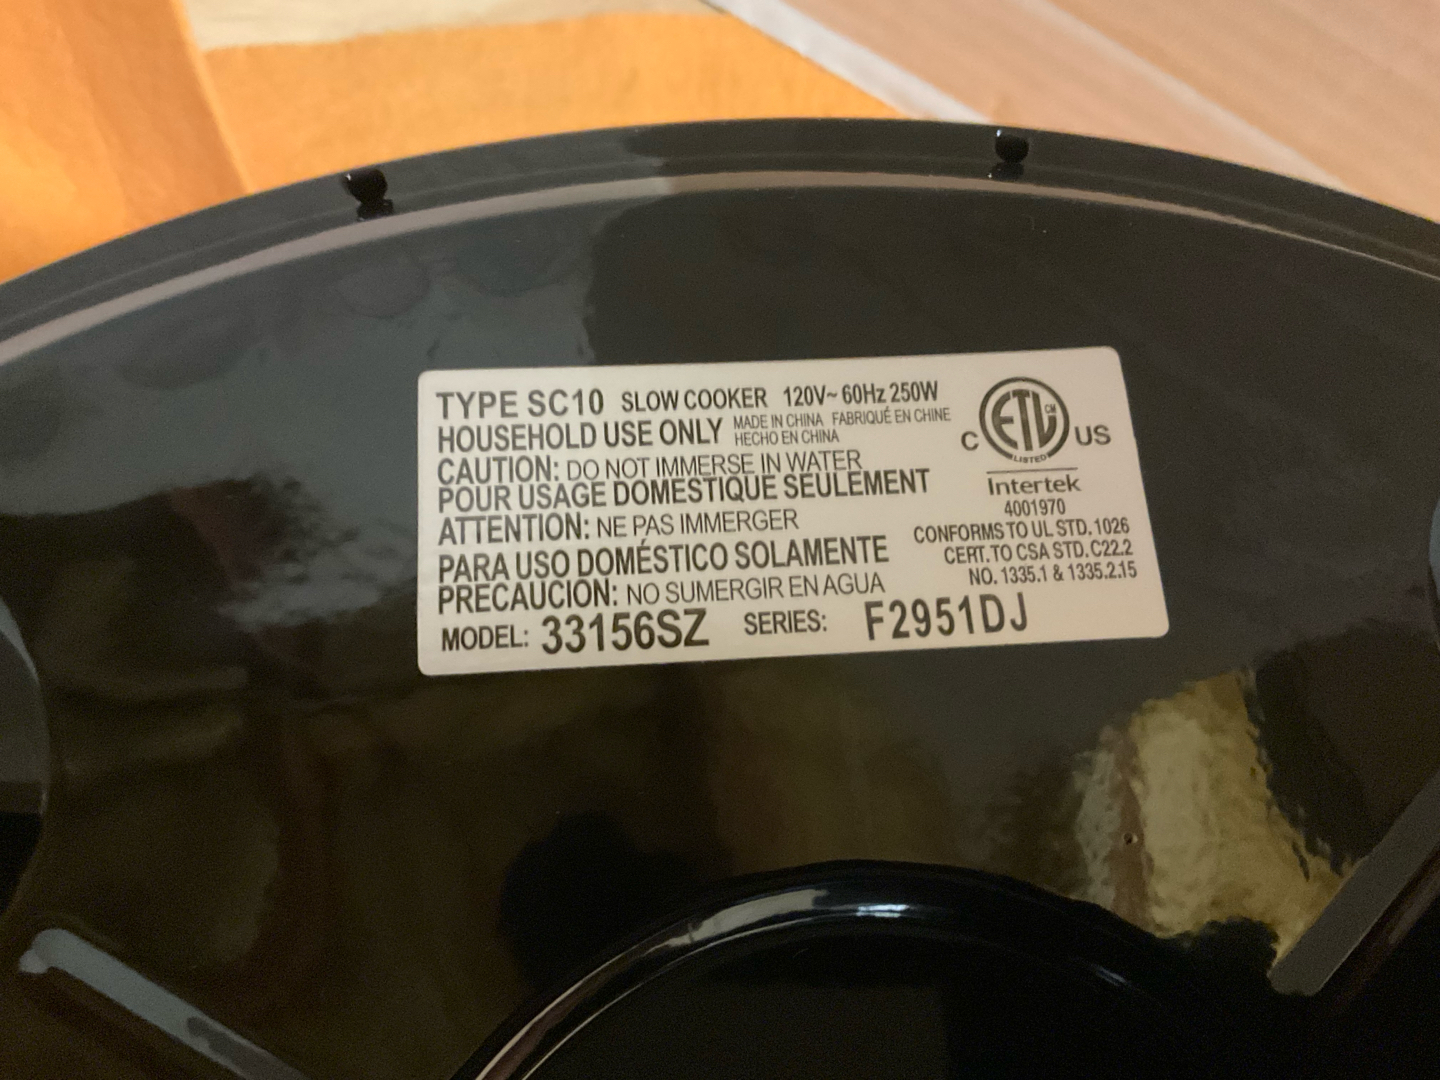 TYPE SC10 SLOW COOKER 120V~ 60Hz 250W
HOUSEHOLD USE ONLY MADE IN CHINA FABRIQUÉ EN CHINE
HECHO EN CHINA
CAUTION: DO NOT IMMERSE IN WATER
POUR USAGE DOMESTIQUE SEULEMENT
ATTENTION: NE PAS IMMERGER
PARA USO DOMÉSTICO SOLAMENTE
PRECAUCION: NO SUMERGIR EN AGUA
MODEL: 33156SZ SERIES: F2951DJ
C ETL CM US
LISTED
Intertek
4001970
CONFORMS TO UL STD. 1026
CERT. TO CSA STD. C22.2
NO. 1335.1 & 1335.2.15